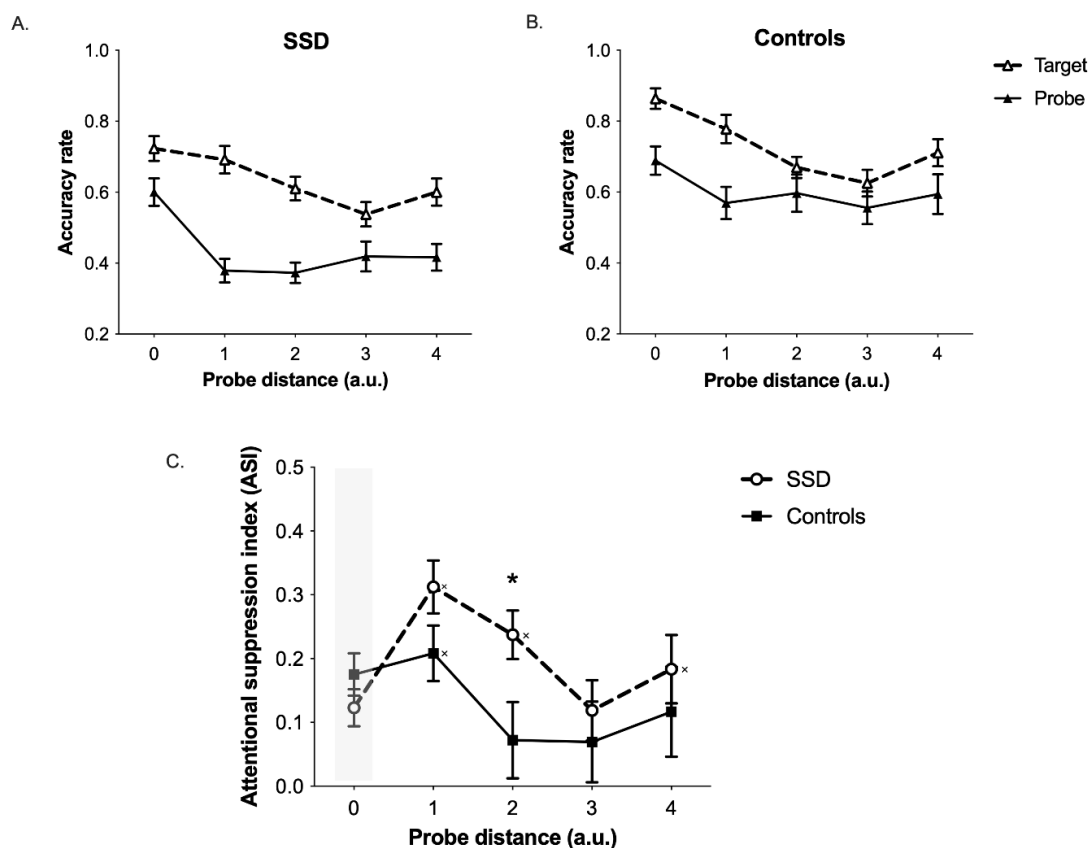 A.
SSD
Accuracy rate
1.0
0.8
0.6
0.4
0.2
0 1 2 3 4
Probe distance (a.u.)
B.
Controls
Accuracy rate
1.0
0.8
0.6
0.4
0.2
0 1 2 3 4
Probe distance (a.u.)
Target
Probe
C.
Attentional suppression index (ASI)
0.5
0.4
0.3
0.2
0.1
0.0
*
×
×
×
×
0 1 2 3 4
Probe distance (a.u.)
SSD
Controls